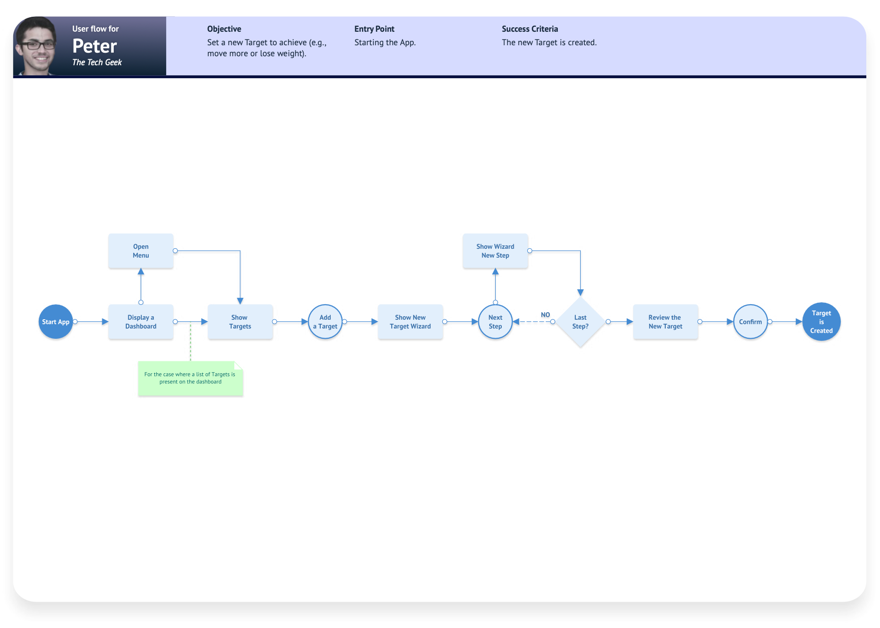 User flow for
Peter
The Tech Geek
Objective
Set a new Target to achieve (e.g.,
move more or lose weight).
Entry Point
Starting the App.
Success Criteria
The new Target is created.
Open
Menu
Show Wizard
New Step
Start App
Display a
Dashboard
Show
Targets
Add
a Target
Show New
Target Wizard
Next
Step
NO
Last
Step?
Review the
New Target
Confirm
Target
is
Created
For the case where a list of Targets is
present on the dashboard